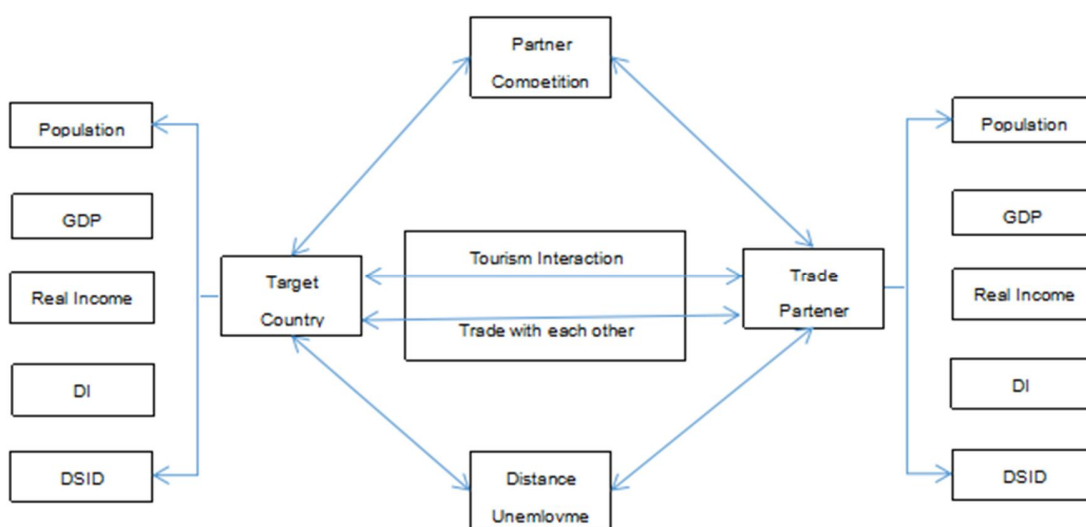 Partner
Competition
Population
GDP
Real Income
DI
DSID
Target
Country
Tourism Interaction
Trade with each other
Trade
Partener
Population
GDP
Real Income
DI
DSID
Distance
Unemloyme